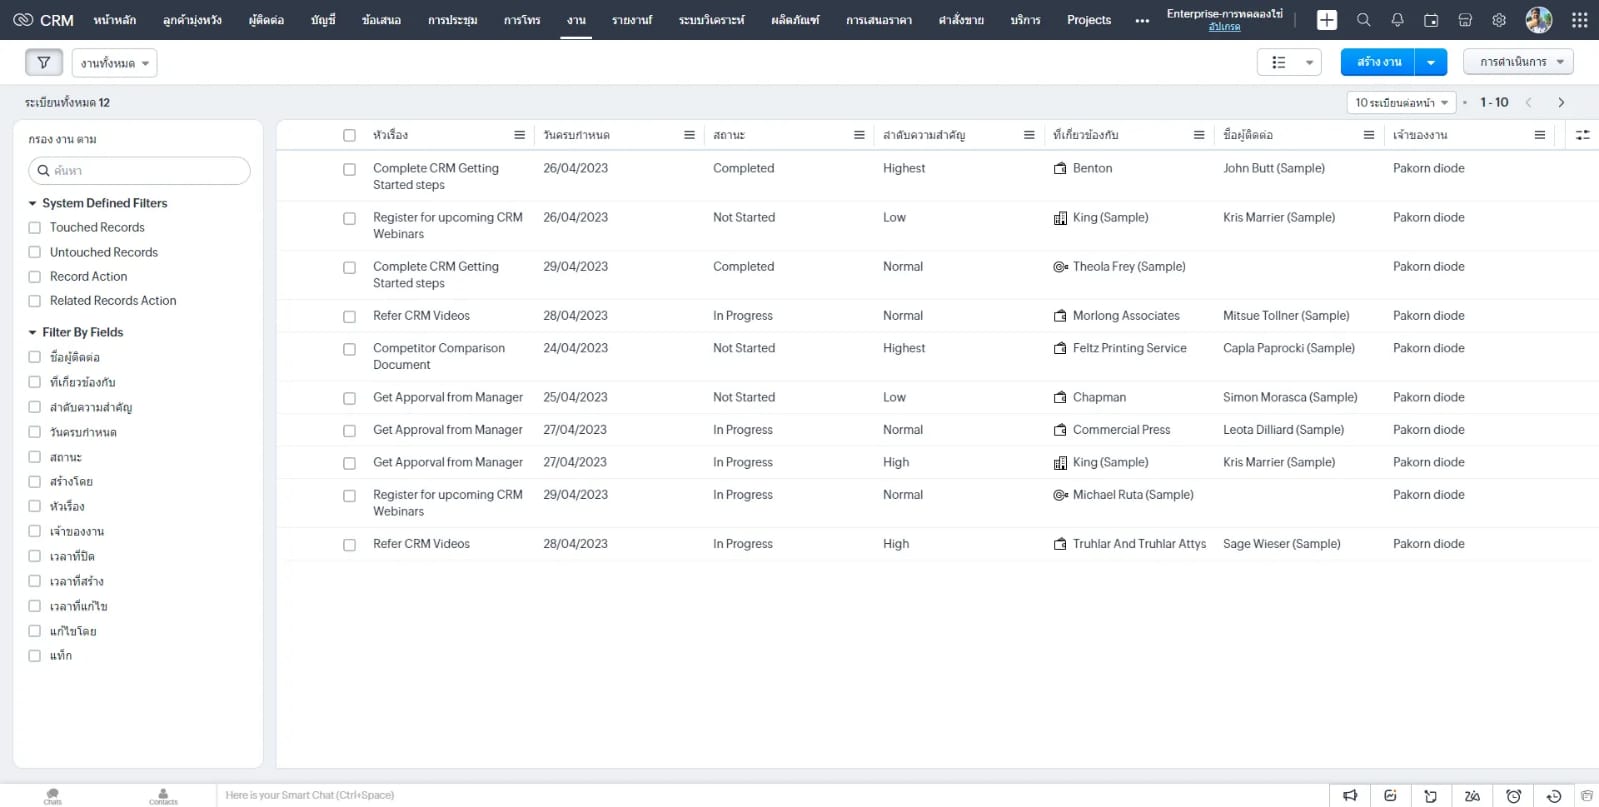 CRM หน้าหลัก ลูกค้ามุ่งหวัง ผู้ติดต่อ บัญชี ข้อเสนอ การประชุม การโทร งาน รายงานf ระบบวิเคราะห์ ผลิตภัณฑ์ การเสนอราคา คำสั่งขาย บริการ Projects ••• Enterprise-การทดลองใช้
อัปเกรด
งานทั้งหมด สร้าง งาน การดำเนินการ
ระเบียนทั้งหมด 12 10 ระเบียนต่อหน้า 1 - 10
กรอง งาน ตาม
ค้นหา
System Defined Filters
Touched Records
Untouched Records
Record Action
Related Records Action
Filter By Fields
ชื่อผู้ติดต่อ
ที่เกี่ยวข้องกับ
ลำดับความสำคัญ
วันครบกำหนด
สถานะ
สร้างโดย
หัวเรื่อง
เจ้าของงาน
เวลาที่ปิด
เวลาที่สร้าง
เวลาที่แก้ไข
แก้ไขโดย
แท็ก
หัวเรื่อง วันครบกำหนด สถานะ ลำดับความสำคัญ ที่เกี่ยวข้องกับ ชื่อผู้ติดต่อ เจ้าของงาน
Complete CRM Getting 26/04/2023 Completed Highest Benton John Butt (Sample) Pakorn diode
Started steps
Register for upcoming CRM 26/04/2023 Not Started Low King (Sample) Kris Marrier (Sample) Pakorn diode
Webinars
Complete CRM Getting 29/04/2023 Completed Normal Theola Frey (Sample) Pakorn diode
Started steps
Refer CRM Videos 28/04/2023 In Progress Normal Morlong Associates Mitsue Tollner (Sample) Pakorn diode
Competitor Comparison 24/04/2023 Not Started Highest Feltz Printing Service Capla Paprocki (Sample) Pakorn diode
Document
Get Apporval from Manager 25/04/2023 Not Started Low Chapman Simon Morasca (Sample) Pakorn diode
Get Approval from Manager 27/04/2023 In Progress Normal Commercial Press Leota Dilliard (Sample) Pakorn diode
Get Apporval from Manager 27/04/2023 In Progress High King (Sample) Kris Marrier (Sample) Pakorn diode
Register for upcoming CRM 29/04/2023 In Progress Normal Michael Ruta (Sample) Pakorn diode
Webinars
Refer CRM Videos 28/04/2023 In Progress High Truhlar And Truhlar Attys Sage Wieser (Sample) Pakorn diode
Chats Contacts Here is your Smart Chat (Ctrl+Space)